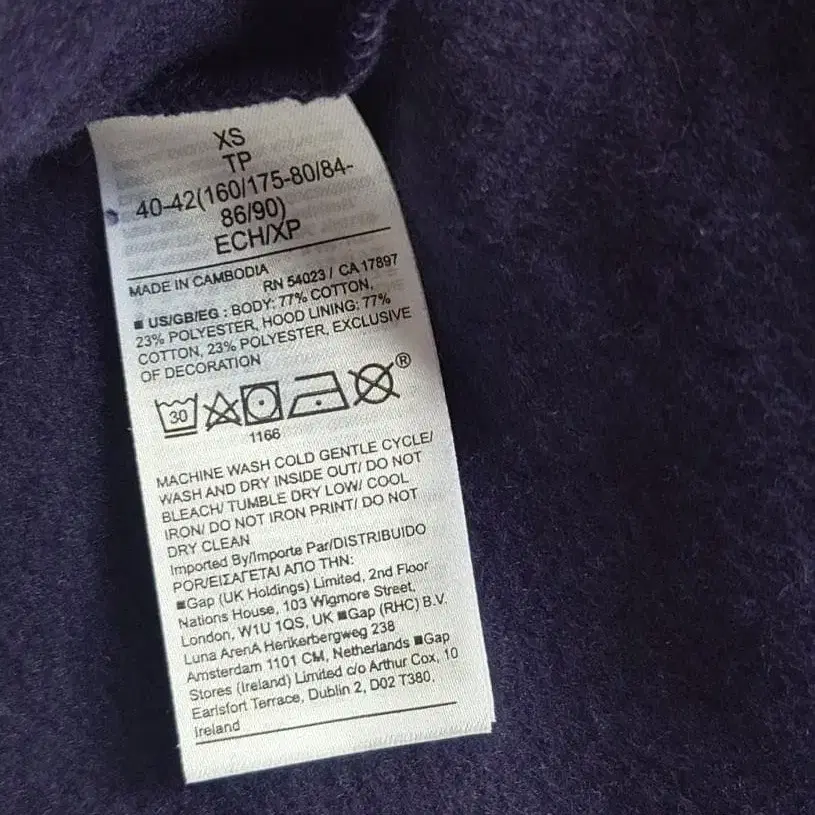 XS
TP
40-42(160/175-80/84-
86/90)
ECH/XP
MADE IN CAMBODIA
RN 54023 / CA 17897
■ US/GB/EG : BODY: 77% COTTON,
23% POLYESTER, HOOD LINING: 77%
COTTON, 23% POLYESTER, EXCLUSIVE
OF DECORATION
30
®
1166
MACHINE WASH COLD GENTLE CYCLE/
WASH AND DRY INSIDE OUT/ DO NOT
BLEACH/ TUMBLE DRY LOW/ COOL
IRON/ DO NOT IRON PRINT/ DO NOT
DRY CLEAN
Imported By/Importe Par/DISTRIBUIDO
POR/ΕΙΣΑΓΕΤΑΙ ΑΠΟ ΤΗΝ:
■Gap (UK Holdings) Limited, 2nd Floor
Nations House, 103 Wigmore Street,
London, W1U 1QS, UK ■Gap (RHC) B.V.
Luna ArenA Herikerbergweg 238
Amsterdam 1101 CM, Netherlands ■Gap
Stores (Ireland) Limited c/o Arthur Cox, 10
Earlsfort Terrace, Dublin 2, D02 T380,
Ireland